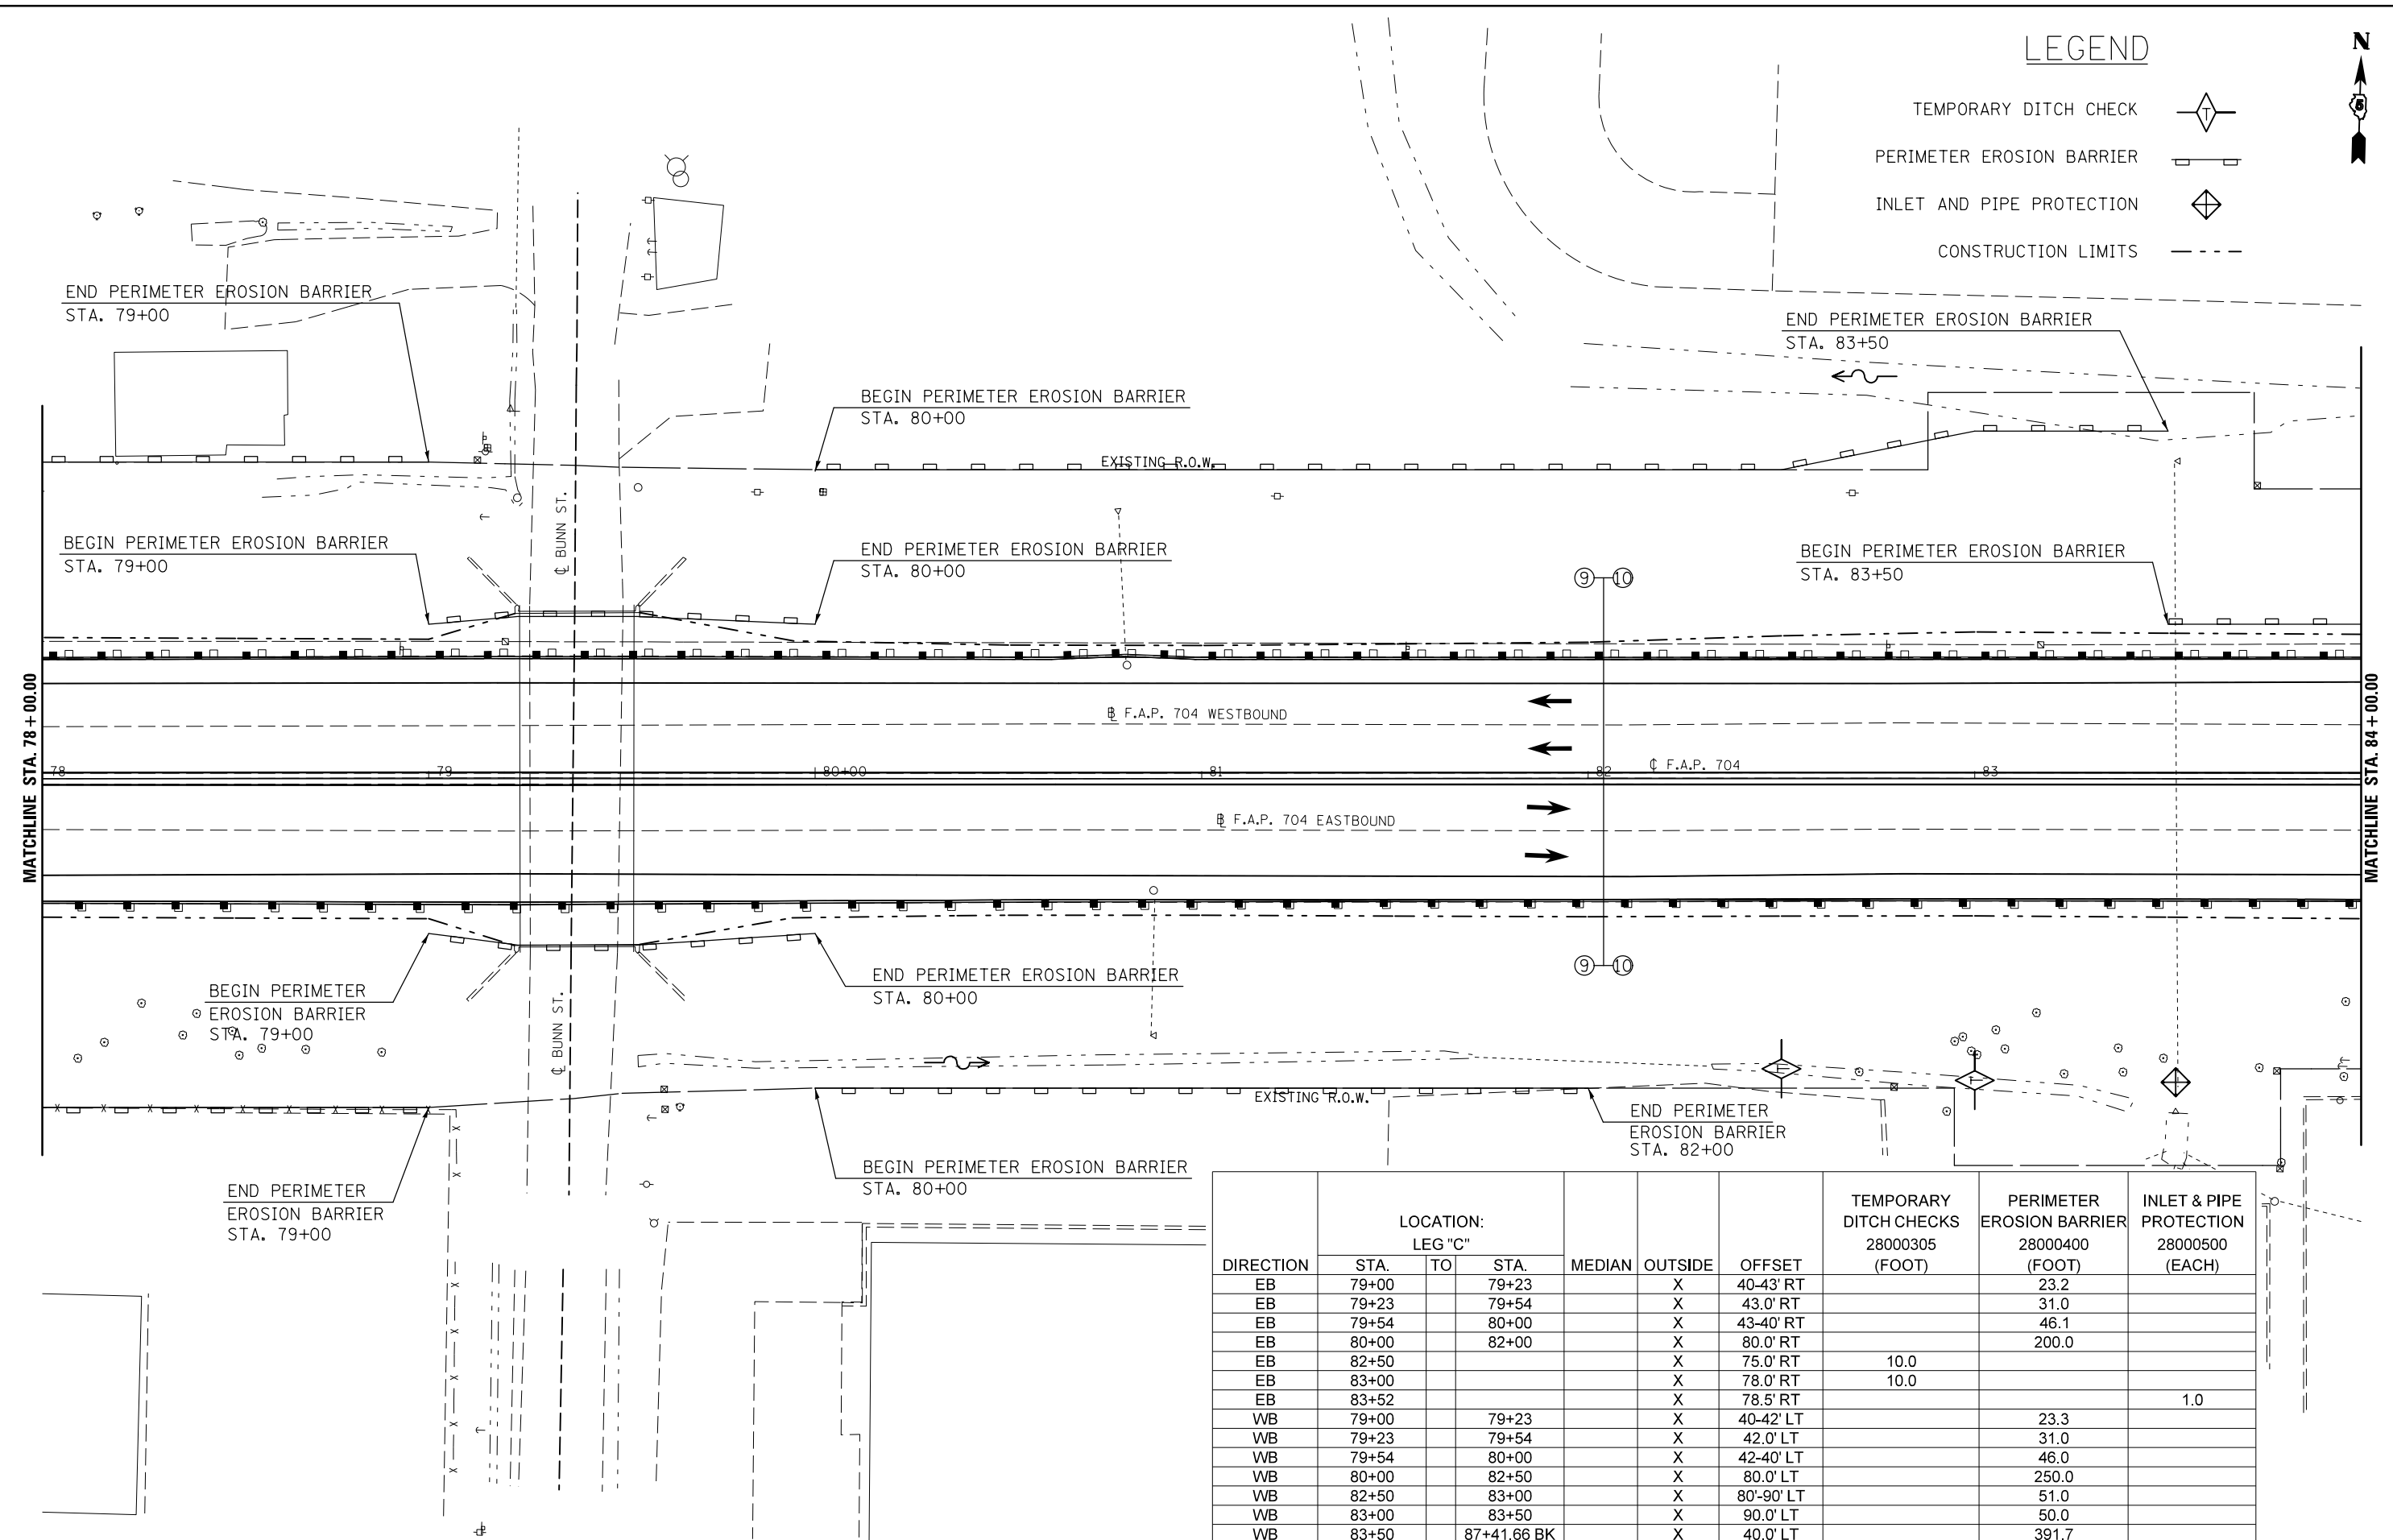 LEGEND
N
5
TEMPORARY DITCH CHECK
T
PERIMETER EROSION BARRIER
INLET AND PIPE PROTECTION
CONSTRUCTION LIMITS
END PERIMETER EROSION BARRIER
STA. 79+00
END PERIMETER EROSION BARRIER
STA. 83+50
BEGIN PERIMETER EROSION BARRIER
STA. 80+00
EXISTING R.O.W.
℄ BUNN ST.
BEGIN PERIMETER EROSION BARRIER
STA. 79+00
END PERIMETER EROSION BARRIER
STA. 80+00
BEGIN PERIMETER EROSION BARRIER
STA. 83+50
9 10
MATCHLINE STA. 78+00.00
MATCHLINE STA. 84+00.00
F.A.P. 704 WESTBOUND
℄ F.A.P. 704
78 79 80+00 81 82 83
F.A.P. 704 EASTBOUND
9 10
BEGIN PERIMETER
EROSION BARRIER
STA. 79+00
END PERIMETER EROSION BARRIER
STA. 80+00
℄ BUNN ST.
T
T
EXISTING R.O.W.
END PERIMETER
EROSION BARRIER
STA. 82+00
BEGIN PERIMETER EROSION BARRIER
STA. 80+00
END PERIMETER
EROSION BARRIER
STA. 79+00
TEMPORARY PERIMETER INLET & PIPE
LOCATION: DITCH CHECKS EROSION BARRIER PROTECTION
LEG "C" 28000305 28000400 28000500
DIRECTION STA. TO STA. MEDIAN OUTSIDE OFFSET (FOOT) (FOOT) (EACH)
EB 79+00 79+23 X 40-43' RT 23.2
EB 79+23 79+54 X 43.0' RT 31.0
EB 79+54 80+00 X 43-40' RT 46.1
EB 80+00 82+00 X 80.0' RT 200.0
EB 82+50 X 75.0' RT 10.0
EB 83+00 X 78.0' RT 10.0
EB 83+52 X 78.5' RT 1.0
WB 79+00 79+23 X 40-42' LT 23.3
WB 79+23 79+54 X 42.0' LT 31.0
WB 79+54 80+00 X 42-40' LT 46.0
WB 80+00 82+50 X 80.0' LT 250.0
WB 82+50 83+00 X 80'-90' LT 51.0
WB 83+00 83+50 X 90.0' LT 50.0
WB 83+50 87+41.66 BK X 40.0' LT 391.7